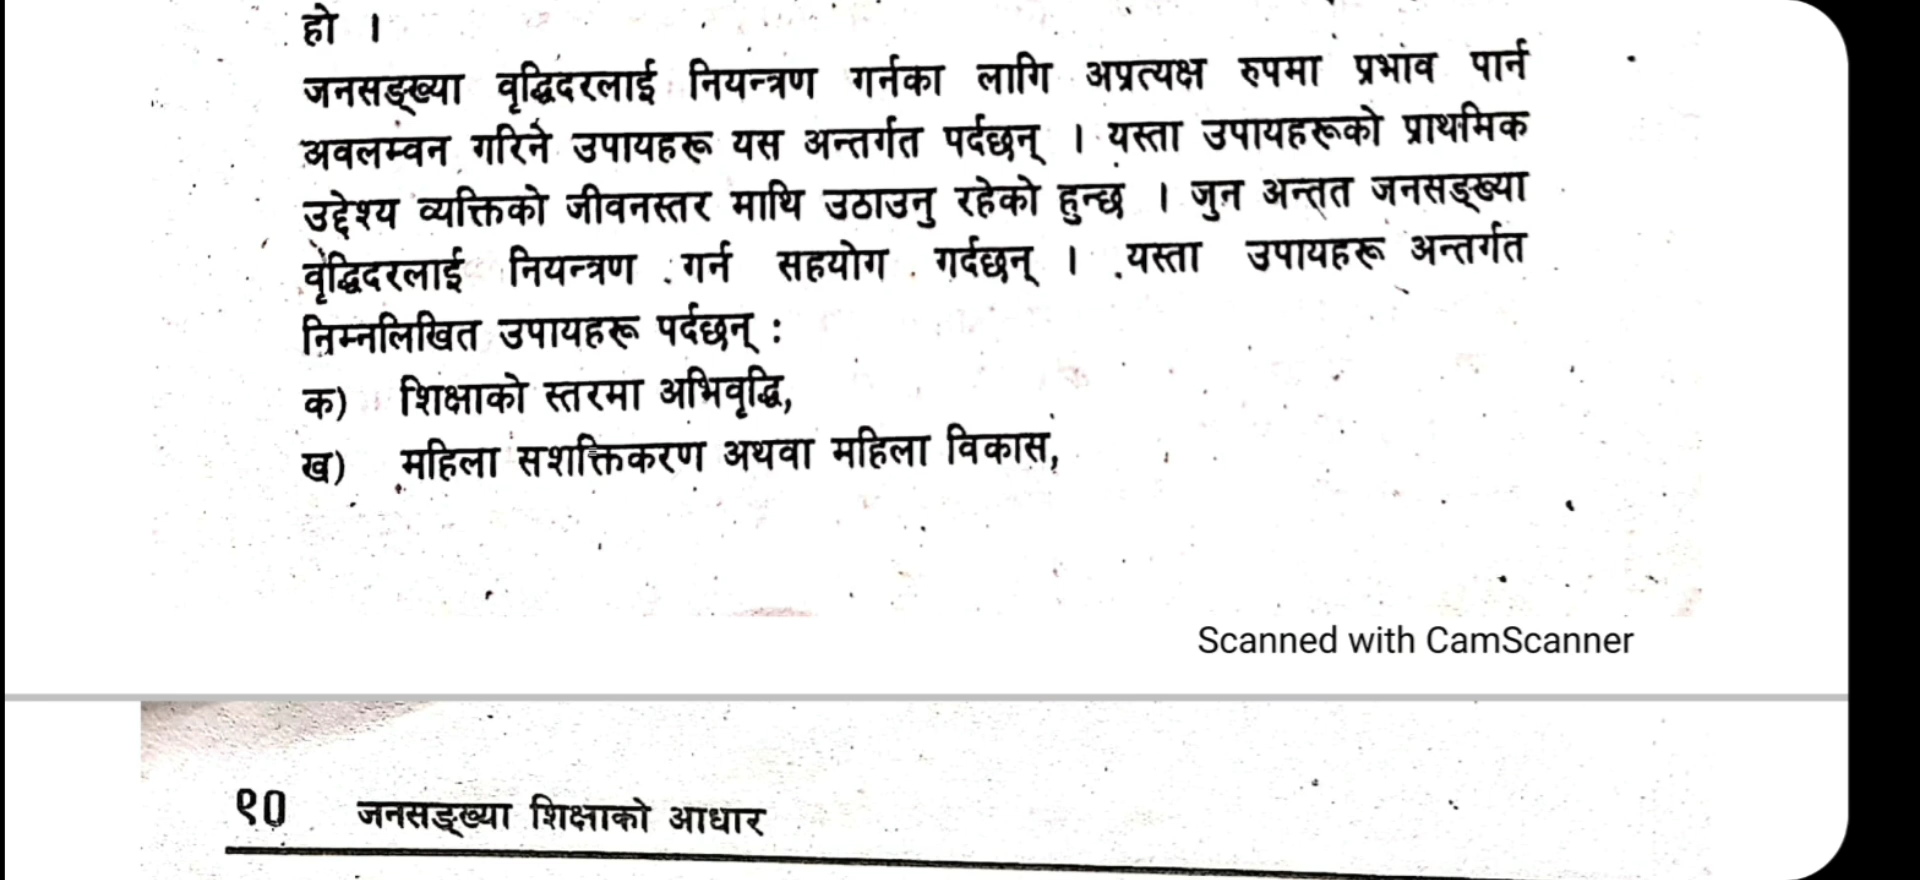 हो ।
जनसङ्ख्या वृद्धिदरलाई नियन्त्रण गर्नका लागि अप्रत्यक्ष रुपमा प्रभाव पार्न
अवलम्वन गरिने उपायहरू यस अन्तर्गत पर्दछन् । यस्ता उपायहरूको प्राथमिक
उद्देश्य व्यक्तिको जीवनस्तर माथि उठाउनु रहेको हुन्छ । जुन अन्तत जनसङ्ख्या
वृद्धिदरलाई नियन्त्रण गर्न सहयोग गर्दछन् । यस्ता उपायहरू अन्तर्गत
निम्नलिखित उपायहरू पर्दछन् :
क) शिक्षाको स्तरमा अभिवृद्धि,
ख) महिला सशक्तिकरण अथवा महिला विकास,
Scanned with CamScanner
९० जनसङ्ख्या शिक्षाको आधार